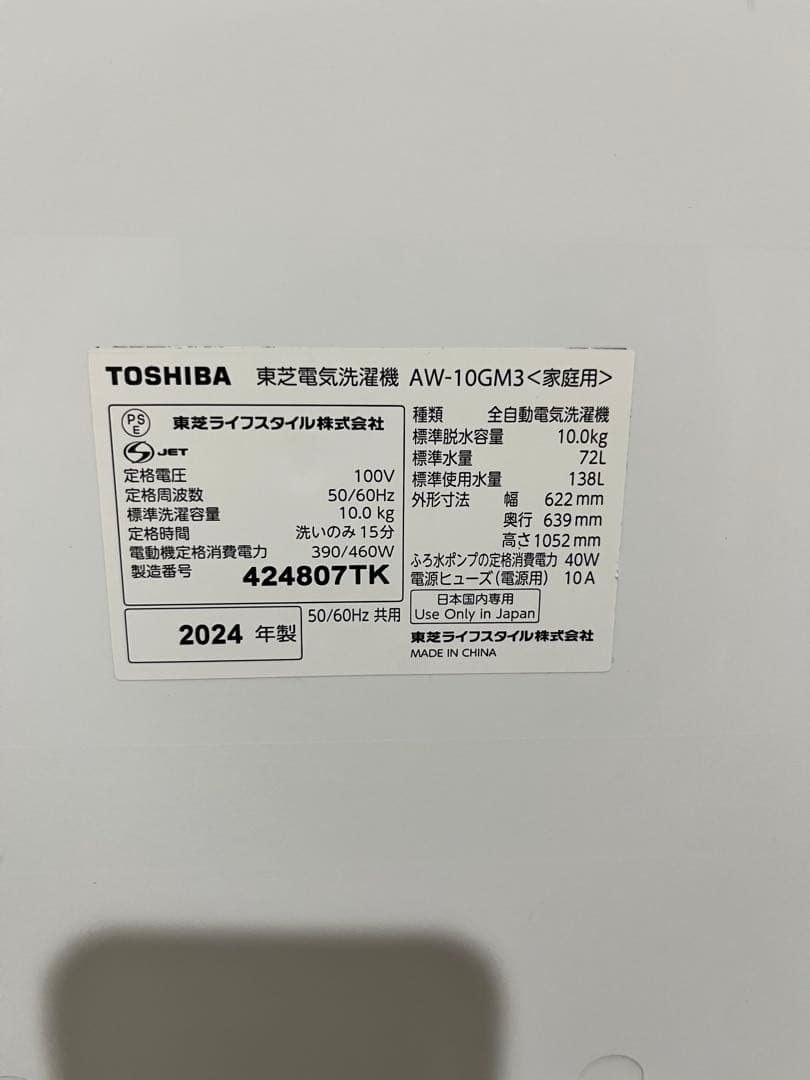 TOSHIBA 東芝電気洗濯機 AW-10GM3<家庭用>
PS E 東芝ライフスタイル株式会社
S JET
定格電圧 100V
定格周波数 50/60Hz
標準洗濯容量 10.0 kg
定格時間 洗いのみ 15分
電動機定格消費電力 390/460W
製造番号 424807TK
2024 年製
50/60Hz 共用
種類 全自動電気洗濯機
標準脱水容量 10.0kg
標準水量 72L
標準使用水量 138L
外形寸法 幅 622mm
奥行 639mm
高さ 1052mm
ふろ水ポンプの定格消費電力 40W
電源ヒューズ(電源用) 10A
日本国内専用
Use Only in Japan
東芝ライフスタイル株式会社
MADE IN CHINA